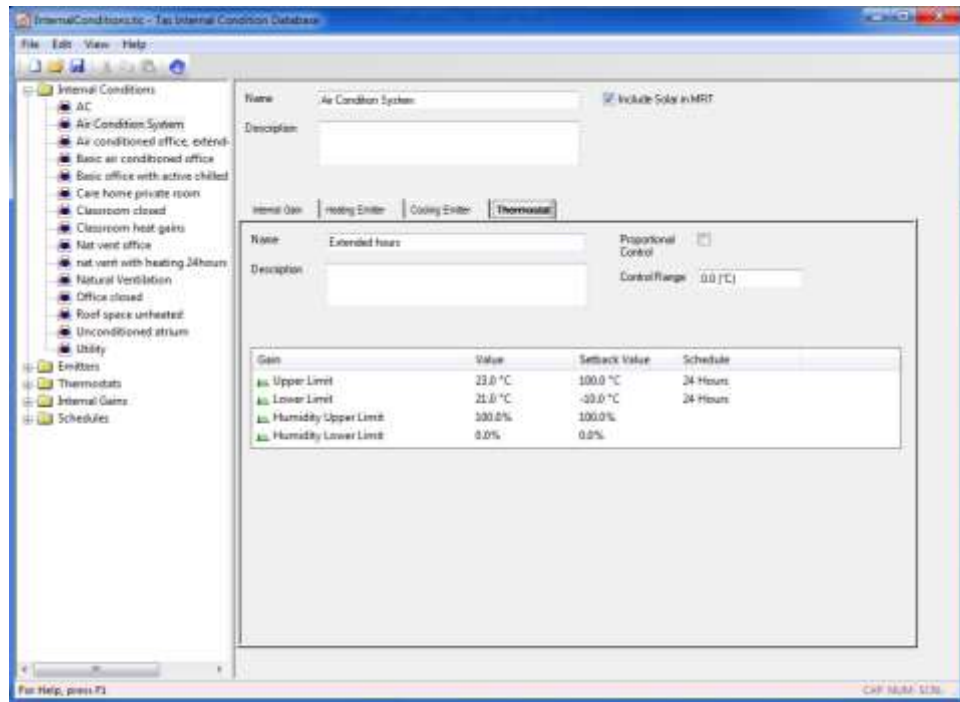 InternalConditions.tic - Tas Internal Condition Database
File Edit View Help
Internal Conditions
AC
Air Condition System
Air conditioned office, extend-
Basic air conditioned office
Basic office with active chilled
Care home private room
Classroom closed
Classroom heat gains
Nat vent office
nat vent with heating 24hours
Natural Ventilation
Office closed
Roof space unheated
Unconditioned atrium
Utility
Emitters
Thermostats
Internal Gains
Schedules
Name Air Condition System Include Solar in MRT
Description
Internal Gain Heating Emitter Cooling Emitter Thermostat
Name Extended hours Proportional Control
Description Control Range 0.0 (°C)
Gain Value Setback Value Schedule
Upper Limit 23.0 °C 100.0 °C 24 Hours
Lower Limit 21.0 °C -10.0 °C 24 Hours
Humidity Upper Limit 100.0% 100.0%
Humidity Lower Limit 0.0% 0.0%
For Help, press F1 CAP NUM SCRL